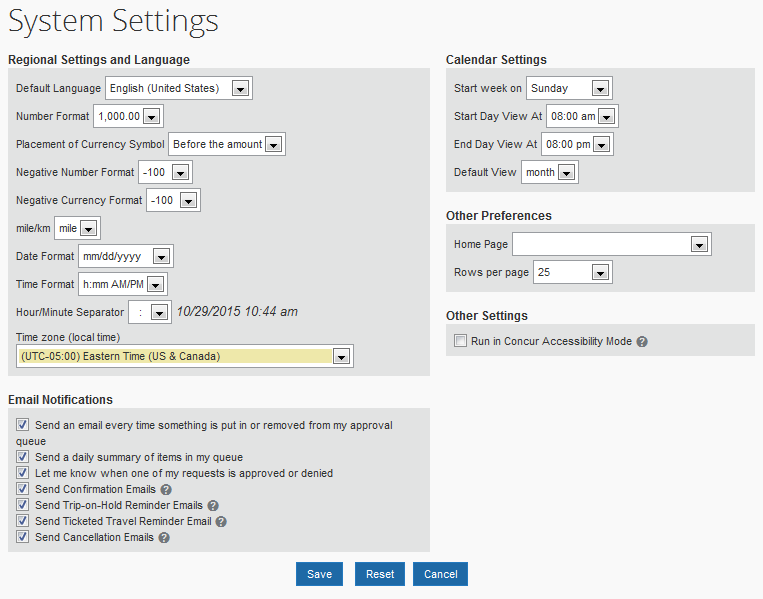 System Settings
Regional Settings and Language
Default Language English (United States)
Number Format 1,000.00
Placement of Currency Symbol Before the amount
Negative Number Format -100
Negative Currency Format -100
mile/km mile
Date Format mm/dd/yyyy
Time Format h:mm AM/PM
Hour/Minute Separator : 10/29/2015 10:44 am
Time zone (local time)
(UTC-05:00) Eastern Time (US & Canada)
Email Notifications
Send an email every time something is put in or removed from my approval
queue
Send a daily summary of items in my queue
Let me know when one of my requests is approved or denied
Send Confirmation Emails ?
Send Trip-on-Hold Reminder Emails ?
Send Ticketed Travel Reminder Email ?
Send Cancellation Emails ?
Calendar Settings
Start week on Sunday
Start Day View At 08:00 am
End Day View At 08:00 pm
Default View month
Other Preferences
Home Page
Rows per page 25
Other Settings
Run in Concur Accessibility Mode ?
Save Reset Cancel